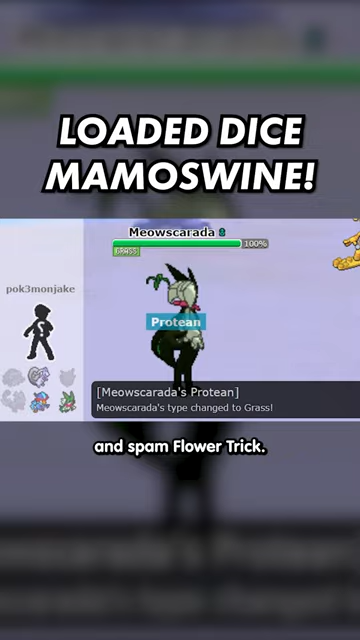 LOADED DICE
MAMOSWINE!
Meowscarada
100%
GRASS
pok3monjake
Protean
[Meowscarada's Protean]
Meowscarada's type changed to Grass!
and spam Flower Trick.